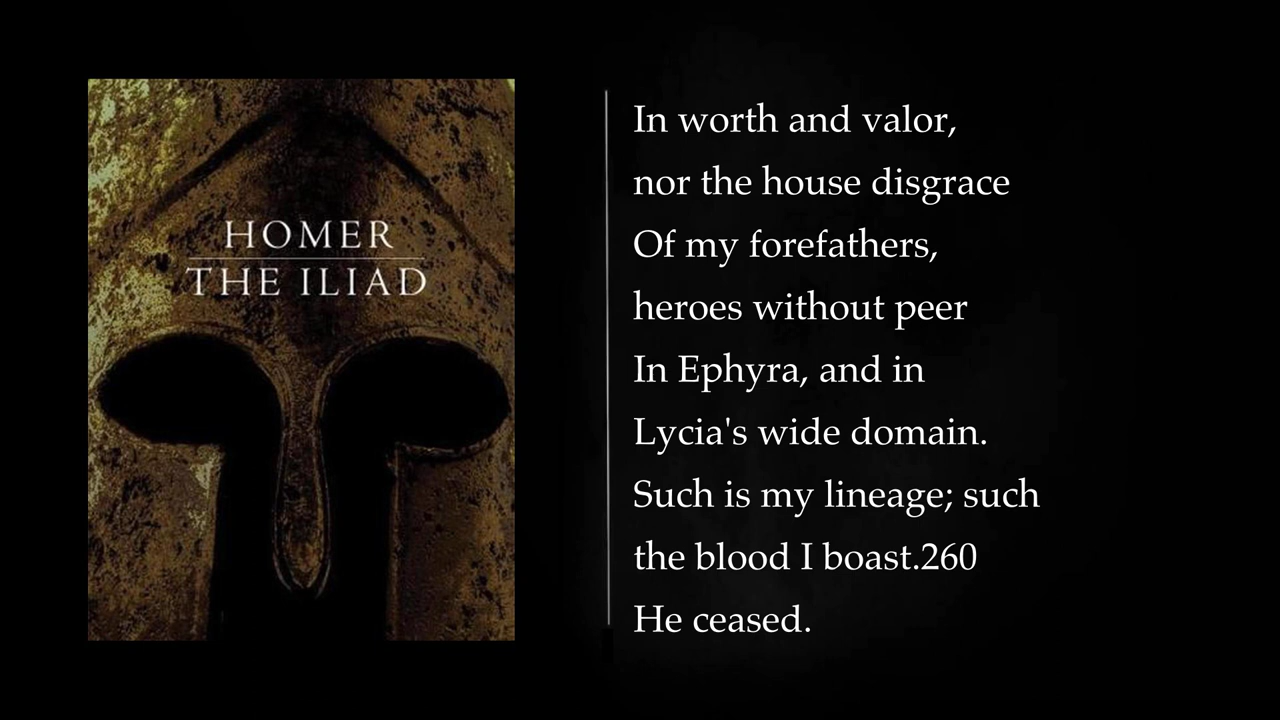 HOMER
THE ILIAD
In worth and valor,
nor the house disgrace
Of my forefathers,
heroes without peer
In Ephyra, and in
Lycia's wide domain.
Such is my lineage; such
the blood I boast.260
He ceased.